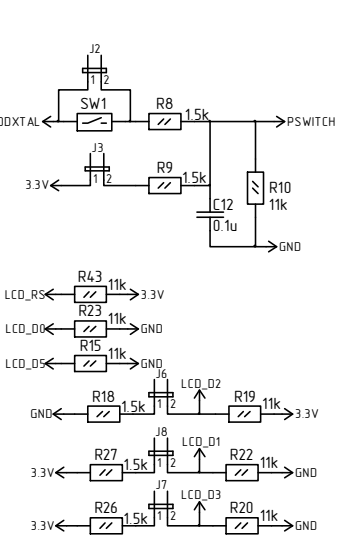 J2
1 2
SW1
R8
1.5k
DDXTAL
PSWITCH
J3
R9
1.5k
3.3V
1 2
R10
11k
C12
0.1u
GND
R43
LCD_RS
11k
3.3V
R23
LCD_D0
11k
GND
R15
LCD_D5
11k
GND
J6
LCD_D2
R18
1.5k
1 2
R19
11k
GND
3.3V
J8
LCD_D1
R27
1.5k
1 2
R22
11k
3.3V
GND
J7
LCD_D3
R26
1.5k
1 2
R20
11k
3.3V
GND